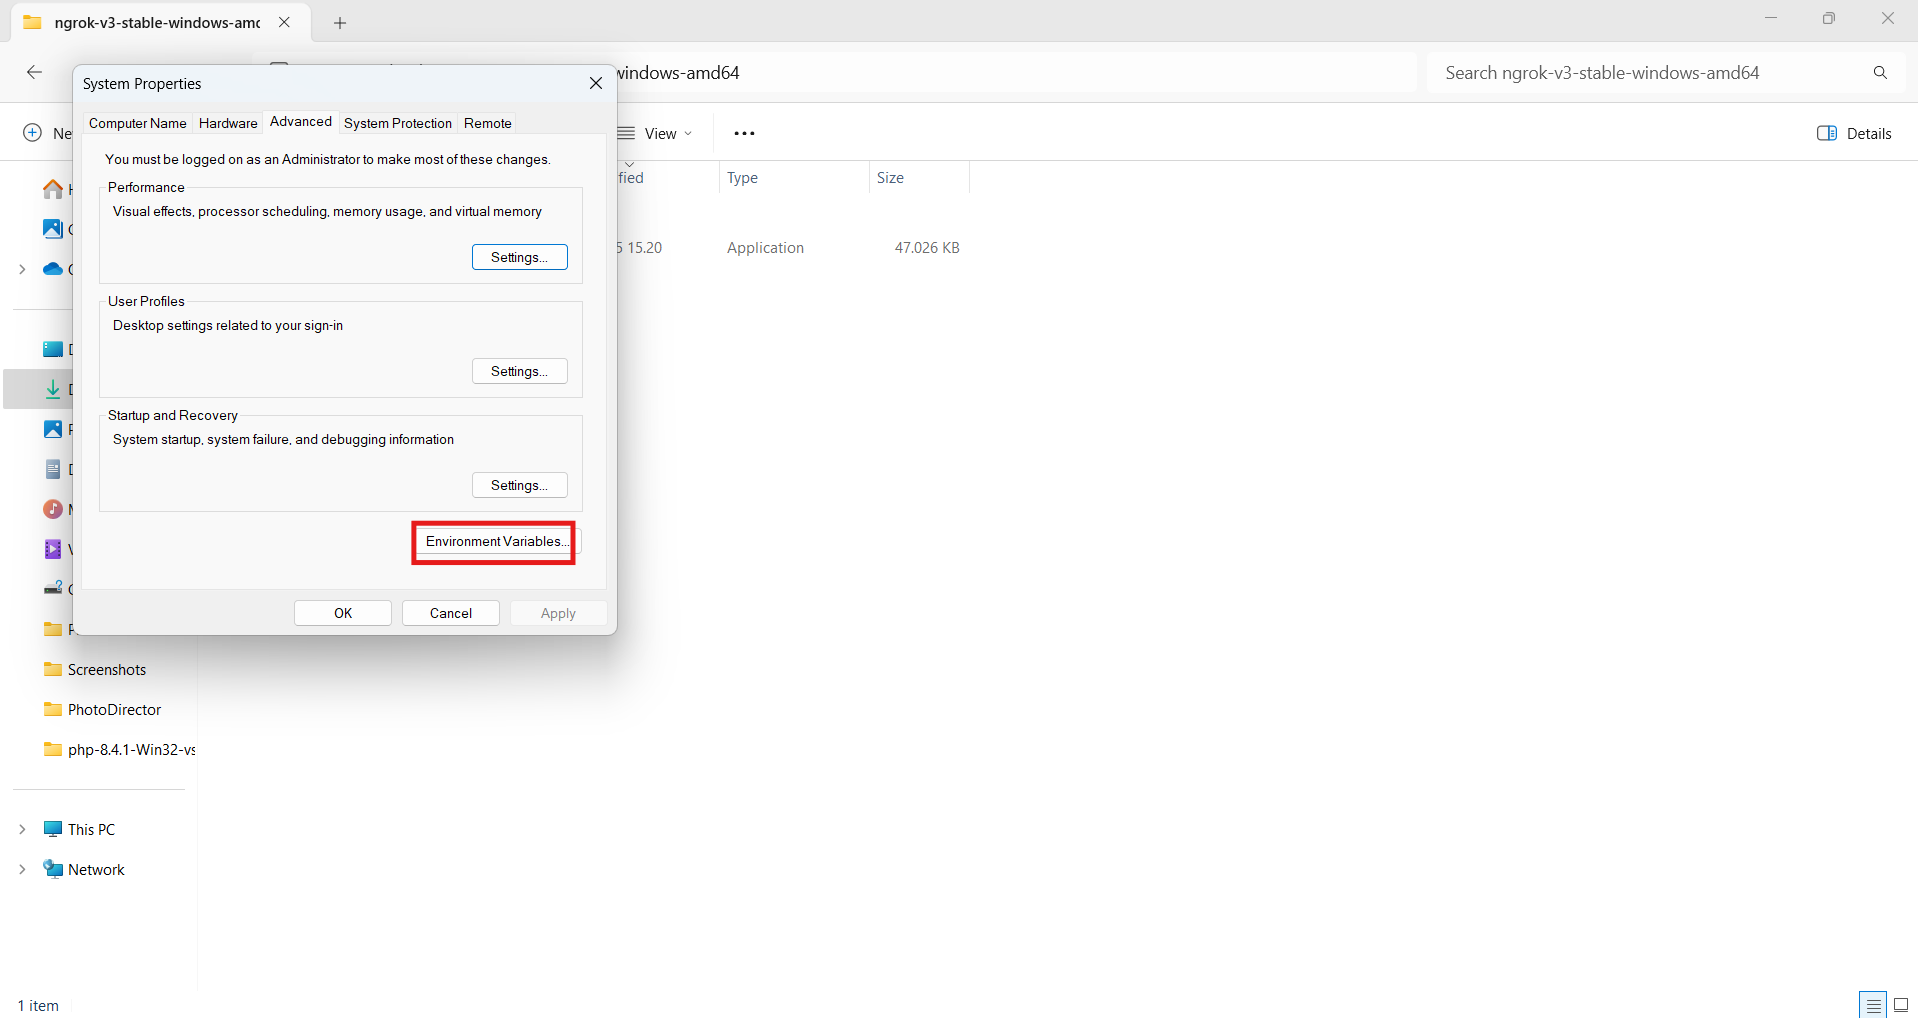 ngrok-v3-stable-windows-amd
windows-amd64
Search ngrok-v3-stable-windows-amd64
System Properties
Computer Name Hardware Advanced System Protection Remote
View
Details
You must be logged on as an Administrator to make most of these changes.
Type
Size
Performance
Visual effects, processor scheduling, memory usage, and virtual memory
Settings...
15.20
Application
47.026 KB
User Profiles
Desktop settings related to your sign-in
Settings...
Startup and Recovery
System startup, system failure, and debugging information
Settings...
Environment Variables...
OK
Cancel
Apply
Screenshots
PhotoDirector
php-8.4.1-Win32-vs
This PC
Network
1 item